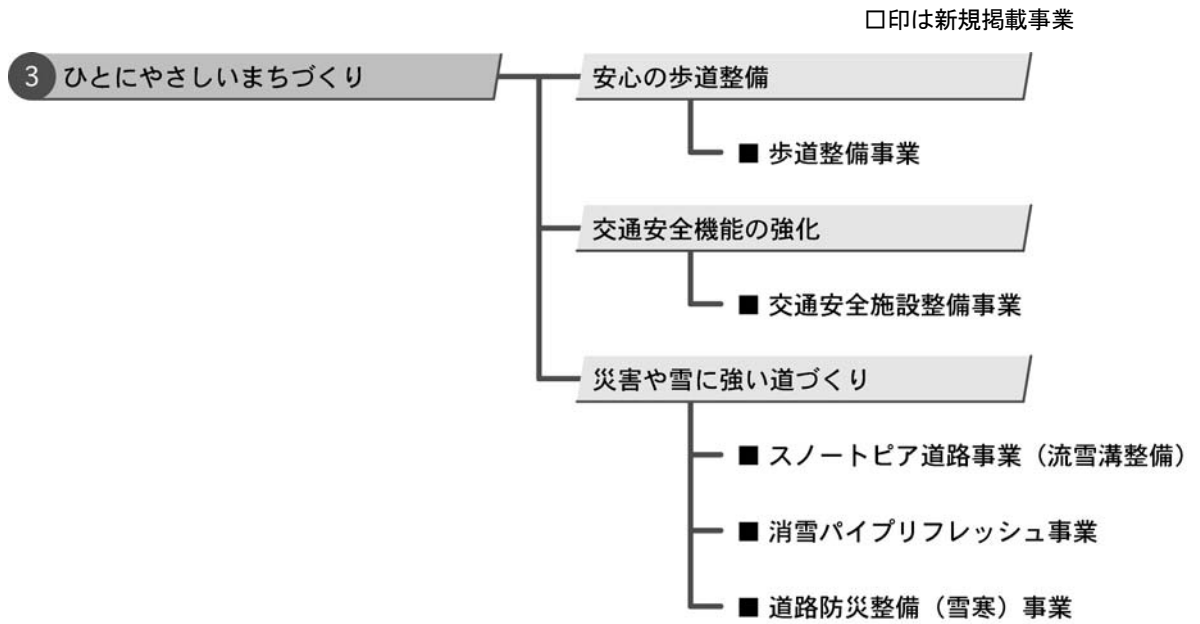 □印は新規掲載事業
3 ひとにやさしいまちづくり
安心の歩道整備
■ 歩道整備事業
交通安全機能の強化
■ 交通安全施設整備事業
災害や雪に強い道づくり
■ スノートピア道路事業（流雪溝整備）
■ 消雪パイプリフレッシュ事業
■ 道路防災整備（雪寒）事業